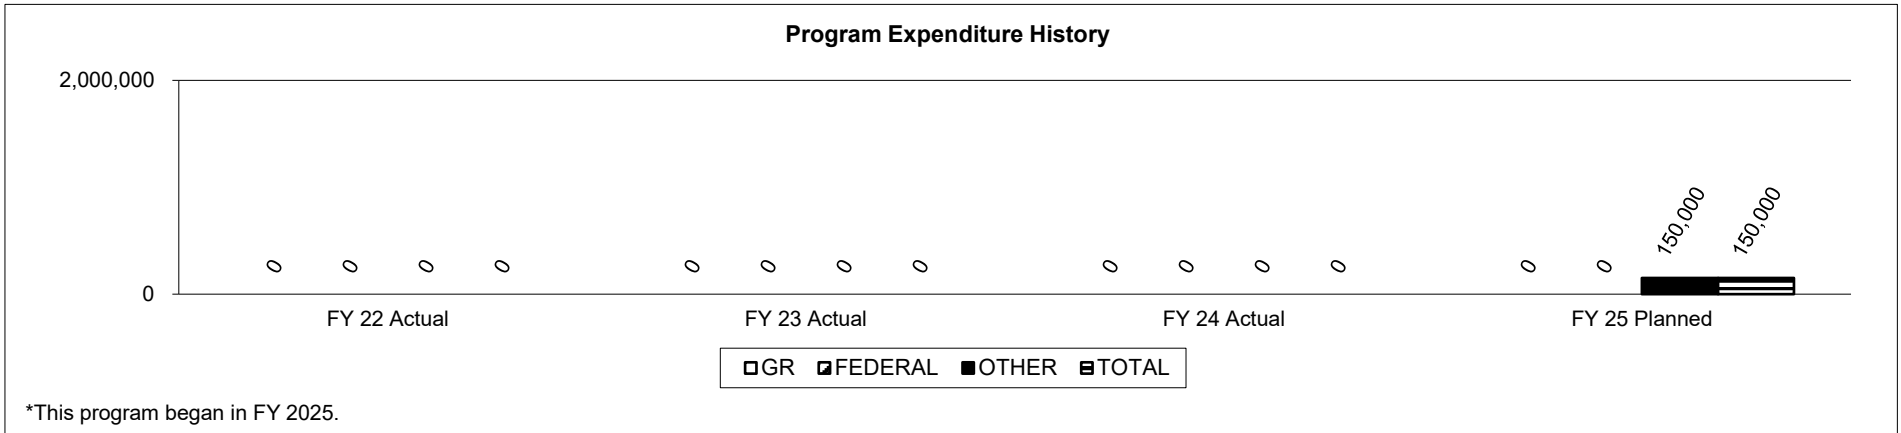 Program Expenditure History
2,000,000
0
0 0 0 0 0 0 0 0 0 0 0 0 0 0 150,000 150,000
FY 22 Actual FY 23 Actual FY 24 Actual FY 25 Planned
GR FEDERAL OTHER TOTAL
*This program began in FY 2025.